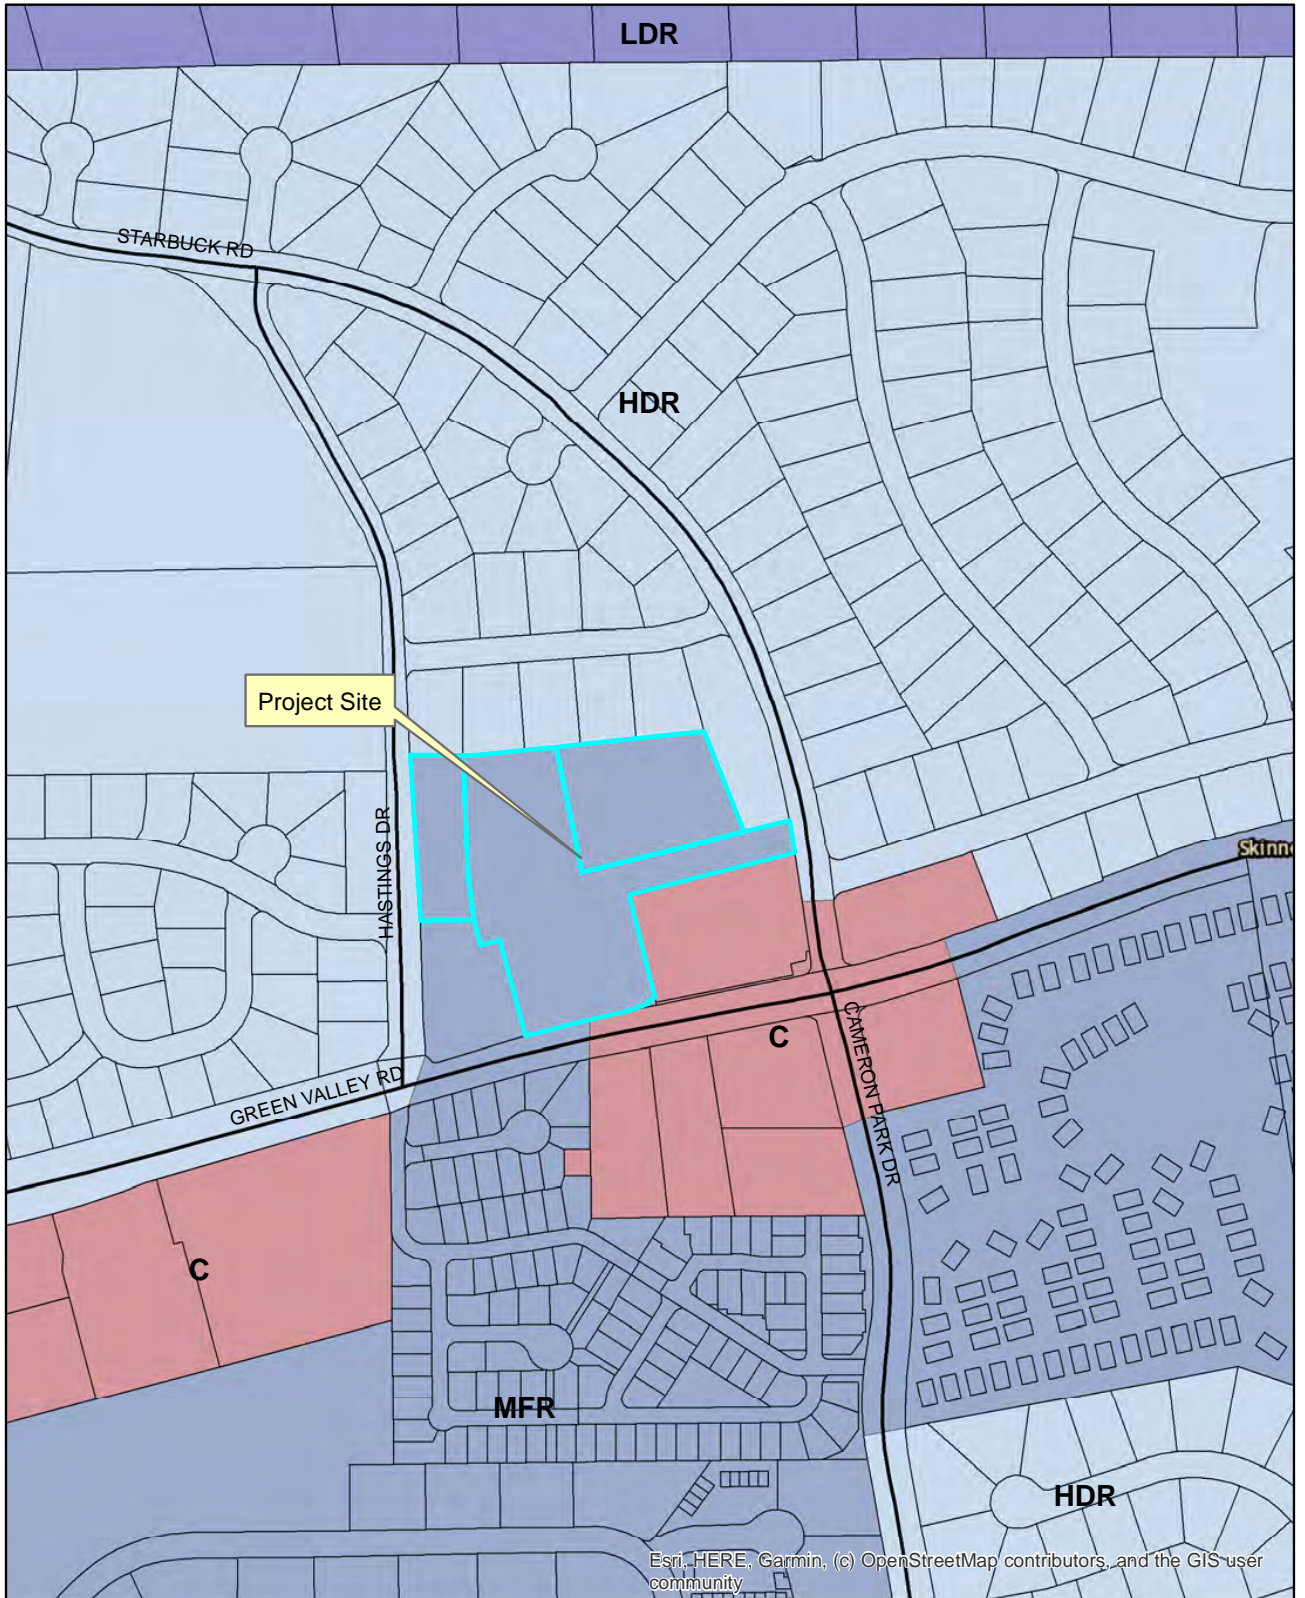 LDR
STARBUCK RD
HDR
Project Site
HASTINGS DR
Skinne
C
CAMERON PARK DR
GREEN VALLEY RD
C
MFR
HDR
Esri, HERE, Garmin, (c) OpenStreetMap contributors, and the GIS user
community